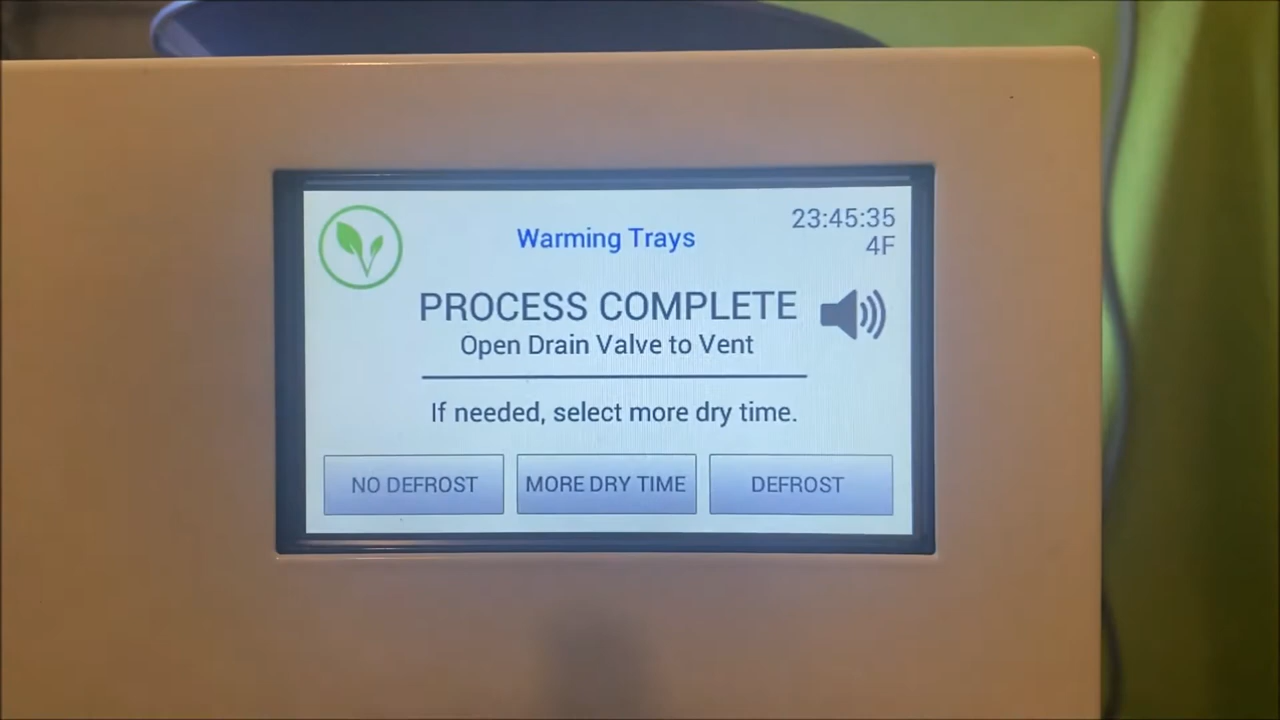 Warming Trays
23:45:35
4F
PROCESS COMPLETE
Open Drain Valve to Vent
If needed, select more dry time.
NO DEFROST
MORE DRY TIME
DEFROST